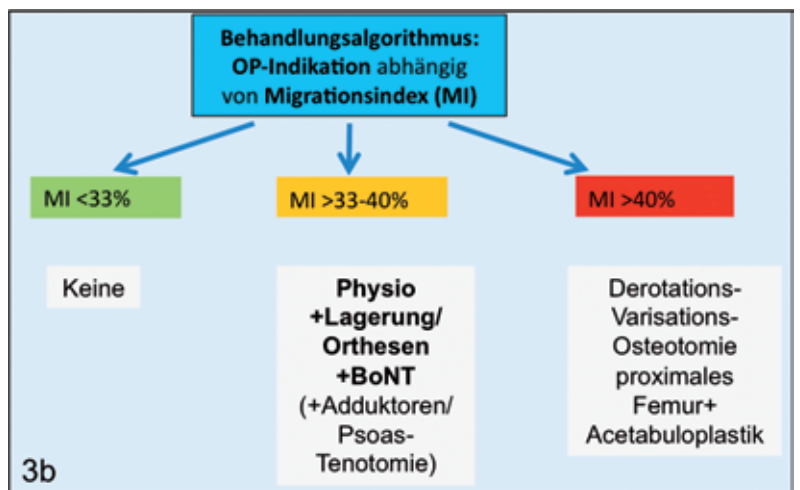 Behandlungsalgorithmus:
OP-Indikation abhängig
von Migrationsindex (MI)
MI <33%
MI >33-40%
MI >40%
Keine
Physio
+Lagerung/
Orthesen
+BoNT
(+Adduktoren/
Psoas-
Tenotomie)
Derotations-
Varisations-
Osteotomie
proximales
Femur+
Acetabuloplastik
3b